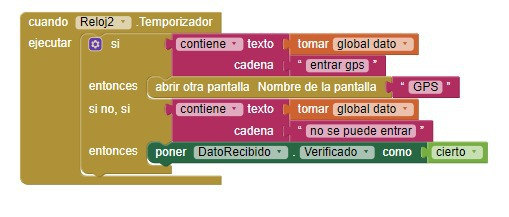 cuando Reloj2 .Temporizador
ejecutar si contiene texto tomar global dato
cadena " entrar gps "
entonces abrir otra pantalla Nombre de la pantalla " GPS "
si no, si contiene texto tomar global dato
cadena " no se puede entrar "
entonces poner DatoRecibido . Verificado como cierto